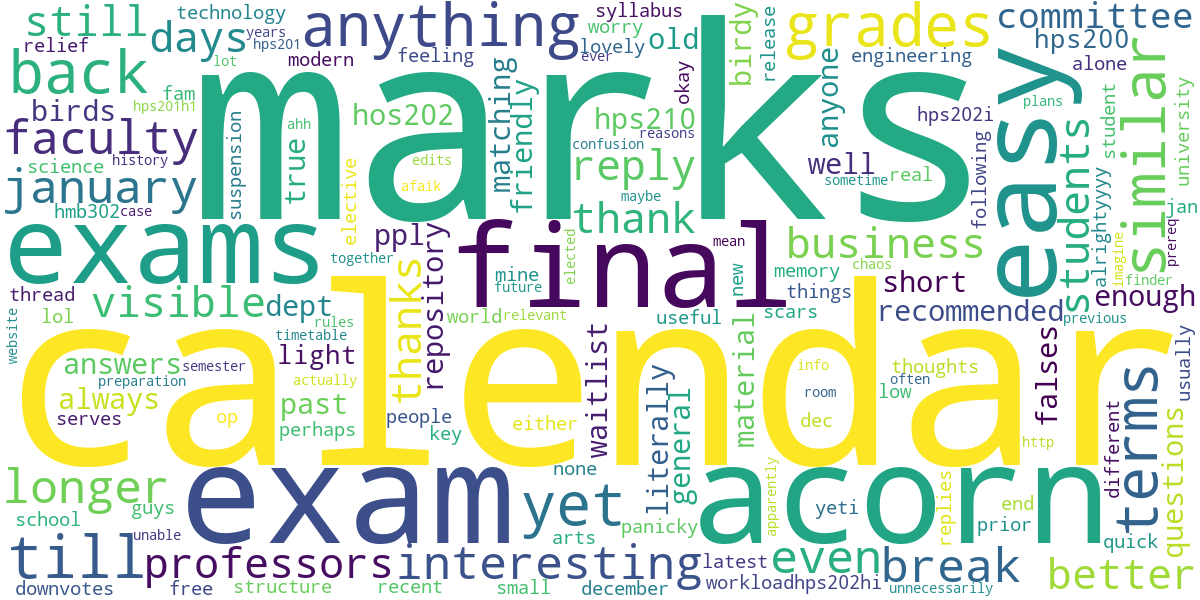 still
technology
years
hps201
lot
days
relief
modern
anything
feeling
syllabus
worry
lovely
ever
old
okay
birdy
release
grades
engineering
committee
hps200
alone
back
fam
birds
hps201h1
marks
easy
similar
faculty
science
history
january
hmb302
case
suspension
ahh
true
elective
hos202
edits
afaik
matching
friendly
hps210
reasons
confusion
reply
maybe
thank
anyone
well
sometime
real
hps202i
following
plans
student
students
university
alrightyyyy
jan
prereq
exams
ppl
together
repository
final
mean
elected
mine
future
new
memory
chaos
business
things
scars
short
recommended
imagine
finder
enough
previous
thread
lol
visible
dept
rules
timetable
thanks
world
relevant
useful
website
calendar
answers
semester
light
preparation
actually
always
serves
op
past
perhaps
people
key
either
waitlist
literally
general
material
info
room
dec
often
low
thoughts
falses
http
terms
different
usually
questions
longer
school
guys
unable
exam
yet
arts
none
panicky
acorn
apparently
yeti
replies
prior
end
quick
till
professors
interesting
latest
even
break
better
downvotes
free
structure
recent
small
december
workloadhps202hi
unnecessarily